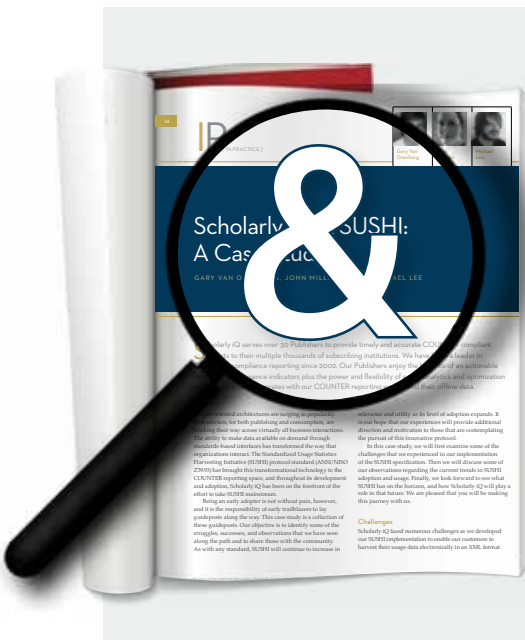 14
IP
IN PRACTICE ]
Gary Van
Overborg
Michael
Lee
&
Scholarly SUSHI:
A Case
GARY VAN JOHN LEE
Scholarly iQ serves over 30 Publishers to provide timely and accurate compliant
to their multiple thousands of subscribing institutions. We have leader in
compliance reporting since 2002. Our Publishers enjoy the of an actionable
indicators plus the power and flexibility of analytics and optimization
with our COUNTER reporting their offline data.
architectures are surging in popularity
for both publishing and consumption, are
their way across virtually all business interactions.
The ability to make data available on demand through
standards-based interfaces has transformed the way that
organizations interact. The Standardized Usage Statistics
Harvesting Initiative (SUSHI) protocol standard (ANSI/NISO
Z39.93) has brought this transformational technology to the
COUNTER reporting space, and throughout its development
and adoption, Scholarly iQ has been on the forefront of the
effort to take SUSHI mainstream.
Being an early adopter is not without pain, however,
and it is the responsibility of early trailblazers to lay
guideposts along the way. This case study is a collection of
these guideposts. Our objective is to identify some of the
struggles, successes, and observations that we have seen
along the path and to share those with the community.
As with any standard, SUSHI will continue to increase in
relevance and utility as its level of adoption expands. It
is our hope that our experiences will provide additional
direction and motivation to those that are contemplating
the pursuit of this innovative protocol.
In this case study, we will first examine some of the
challenges that we experienced in our implementation
of the SUSHI specification. Then we will discuss some of
our observations regarding the current trends in SUSHI
adoption and usage. Finally, we look forward to see what
SUSHI has on the horizon, and how Scholarly iQ will play a
role in that future. We are pleased that you will be making
this journey with us.
Challenges
Scholarly iQ faced numerous challenges as we developed
our SUSHI implementation to enable our customers to
harvest their usage data electronically in an XML format